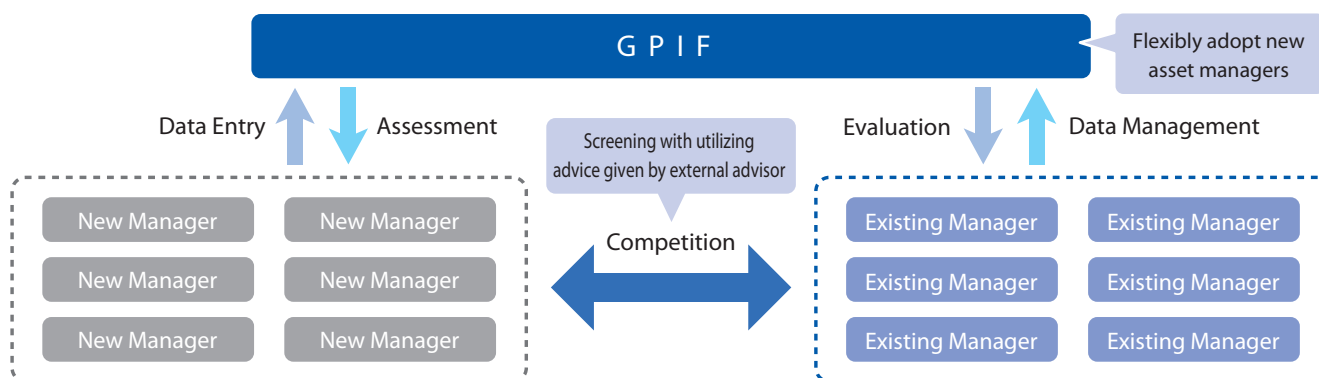 G P I F
Flexibly adopt new
asset managers
Data Entry
Assessment
Evaluation
Data Management
Screening with utilizing
advice given by external advisor
Competition
New Manager
New Manager
Existing Manager
Existing Manager
New Manager
New Manager
Existing Manager
Existing Manager
New Manager
New Manager
Existing Manager
Existing Manager